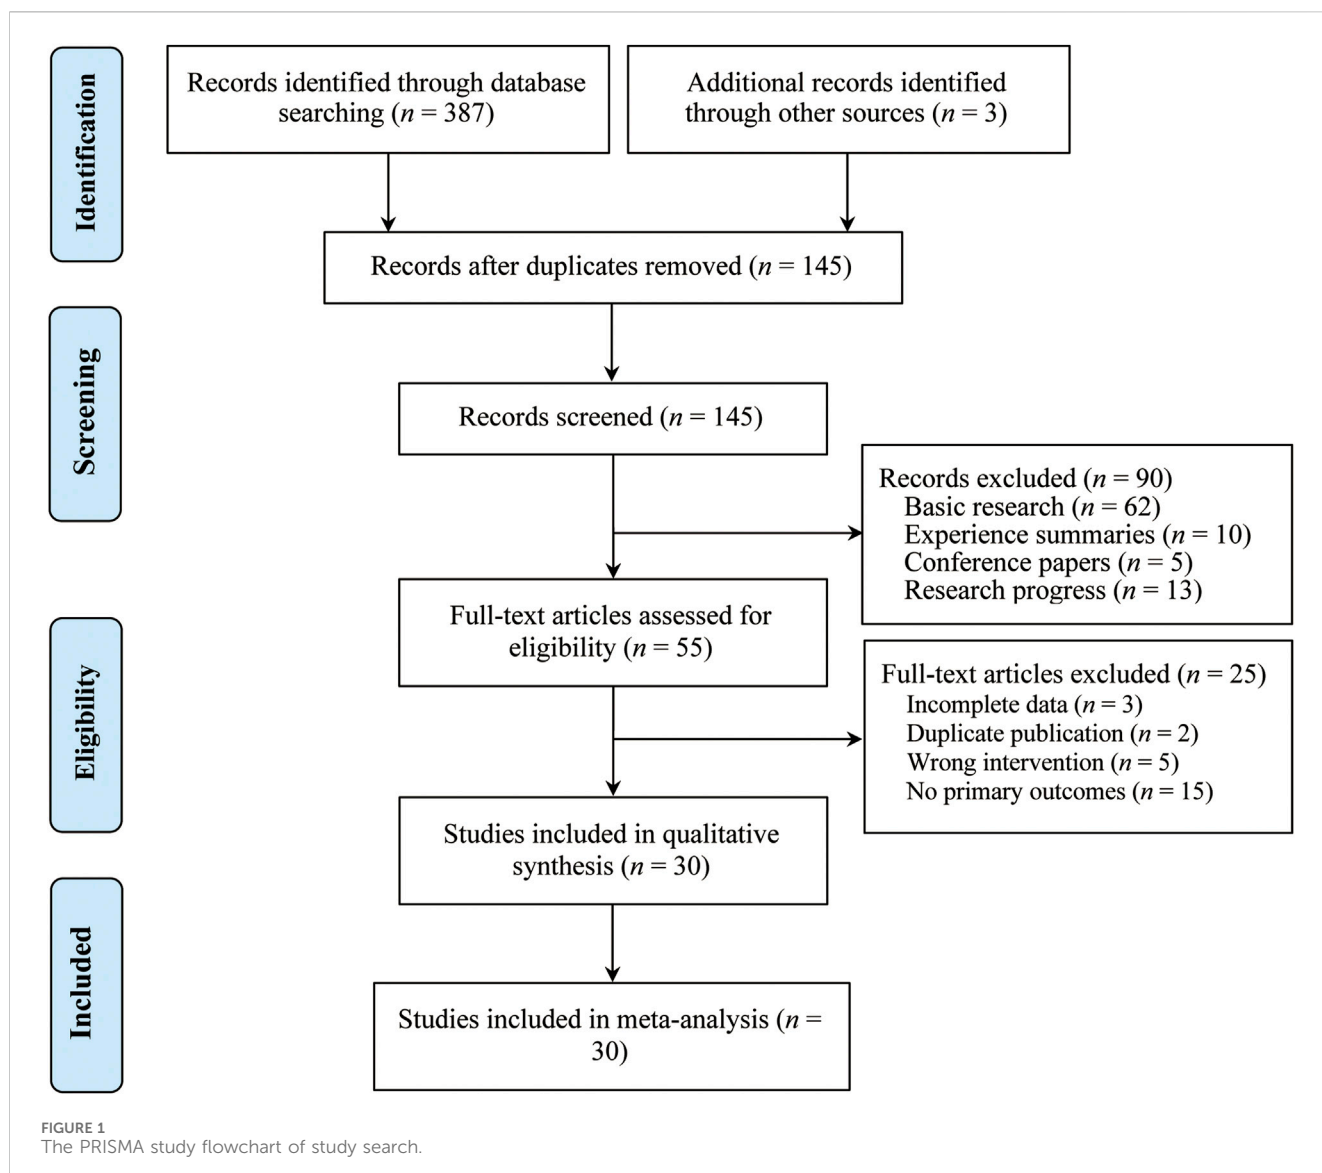 Identification
Records identified through database
searching (n = 387)
Additional records identified
through other sources (n = 3)
Records after duplicates removed (n = 145)
Screening
Records screened (n = 145)
Records excluded (n = 90)
Basic research (n = 62)
Experience summaries (n = 10)
Conference papers (n = 5)
Research progress (n = 13)
Eligibility
Full-text articles assessed for
eligibility (n = 55)
Full-text articles excluded (n = 25)
Incomplete data (n = 3)
Duplicate publication (n = 2)
Wrong intervention (n = 5)
No primary outcomes (n = 15)
Studies included in qualitative
synthesis (n = 30)
Included
Studies included in meta-analysis (n =
30)
FIGURE 1
The PRISMA study flowchart of study search.